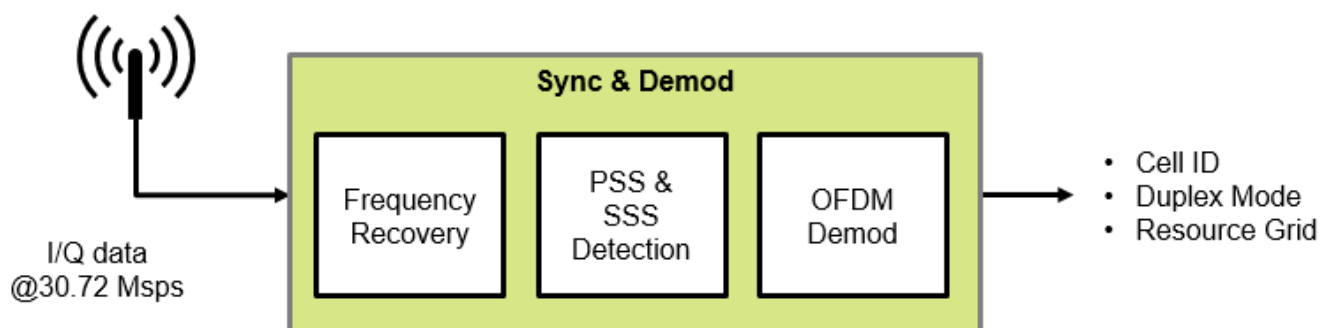 Sync & Demod
Frequency
Recovery
PSS &
SSS
Detection
OFDM
Demod
I/Q data
@30.72 Msps
• Cell ID
• Duplex Mode
• Resource Grid